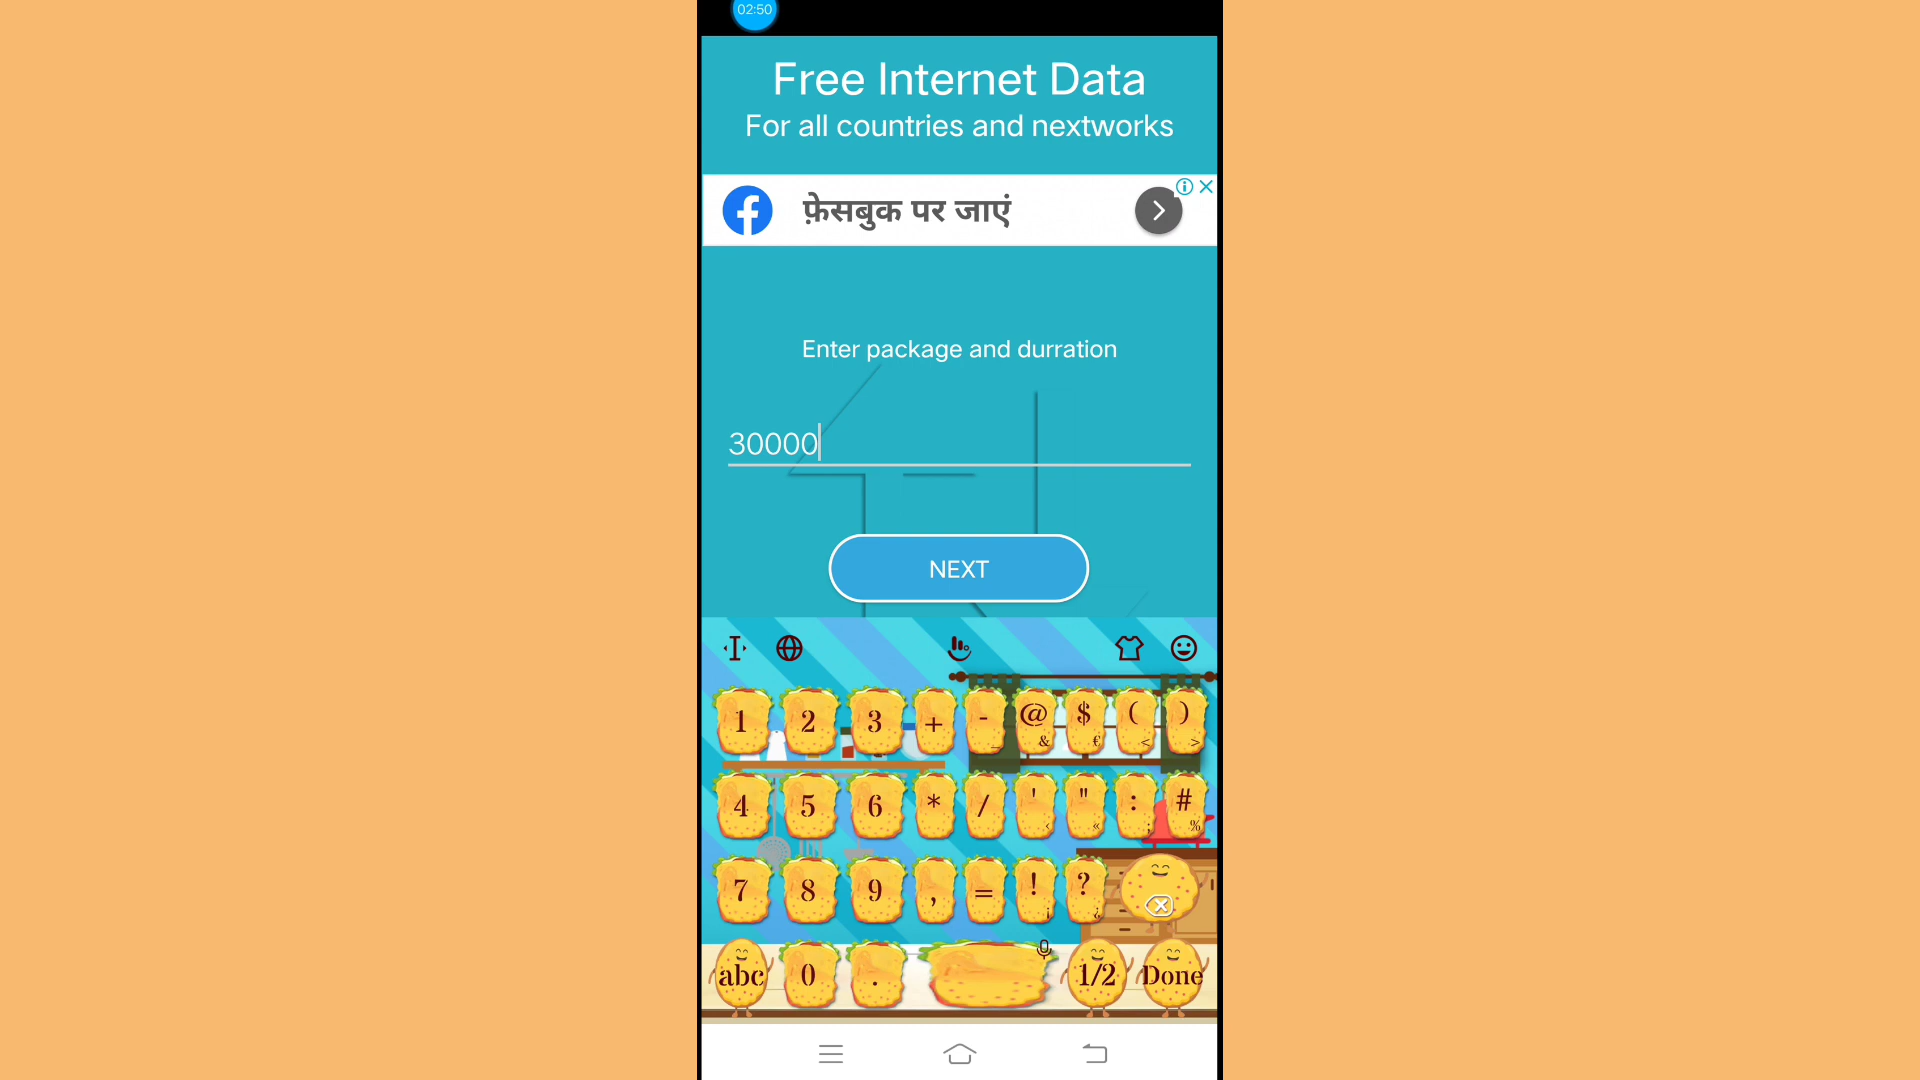 02:50
Free Internet Data
For all countries and nextworks
फ़ेसबुक पर जाएं
Enter package and durration
30000
NEXT
1 2 3 + - _ @ & $ € ( < ) >
4 5 6 * / ' ‹ " « : ; # %
7 8 9 , = ! ¡ ? ¿
abc 0 . 1/2 Done